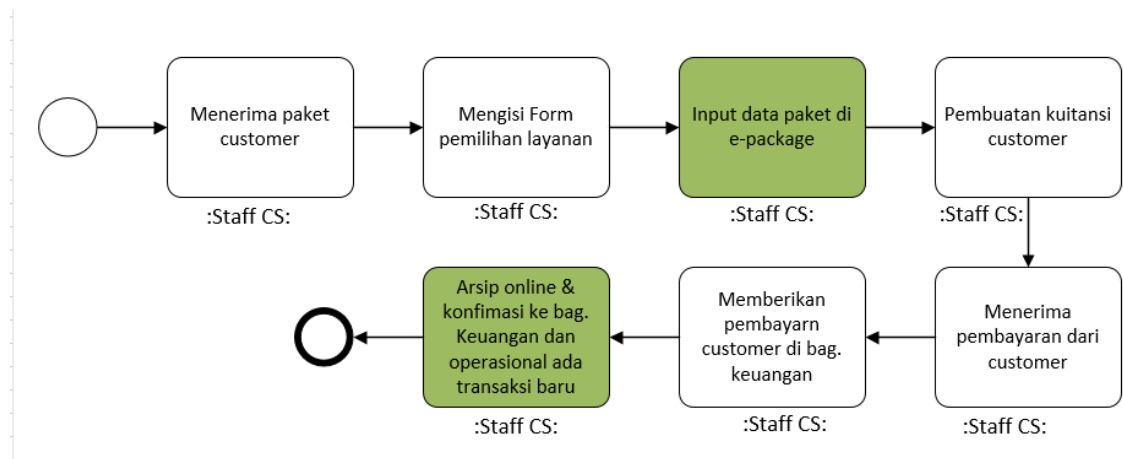 Menerima paket
customer
:Staff CS:
Mengisi Form
pemilihan layanan
:Staff CS:
Input data paket di
e-package
:Staff CS:
Pembuatan kuitansi
customer
:Staff CS:
Menerima
pembayaran dari
customer
:Staff CS:
Memberikan
pembayarn
customer di bag.
keuangan
:Staff CS:
Arsip online &
konfimasi ke bag.
Keuangan dan
operasional ada
transaksi baru
:Staff CS: